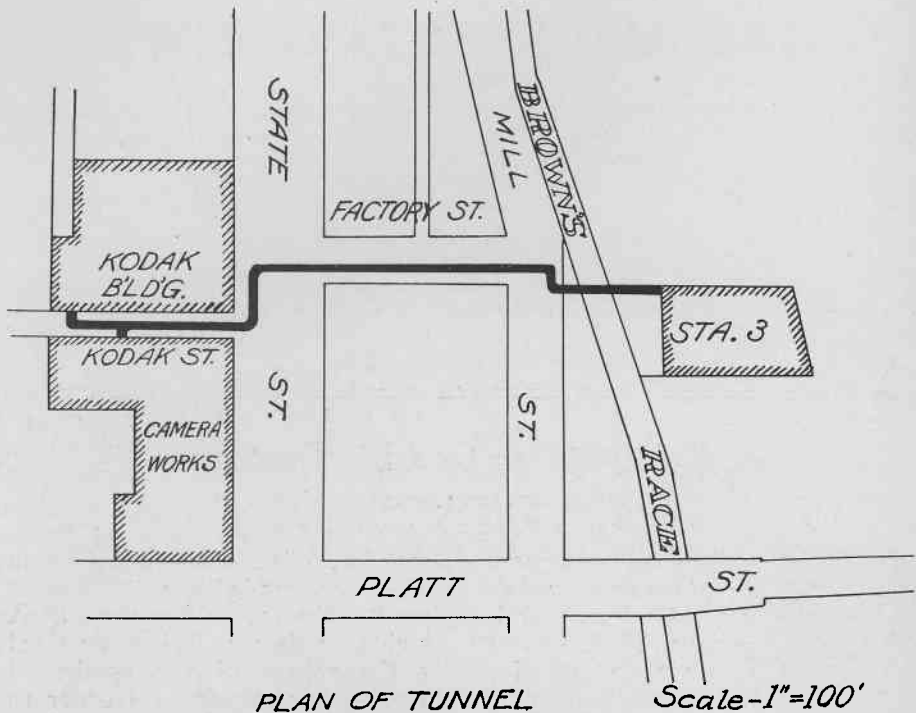 STATE
ST.
MILL
ST.
BROWN'S
RACE
FACTORY ST.
KODAK
B'LD'G.
KODAK ST.
CAMERA
WORKS
STA. 3
PLATT
ST.
PLAN OF TUNNEL
Scale-1"=100'